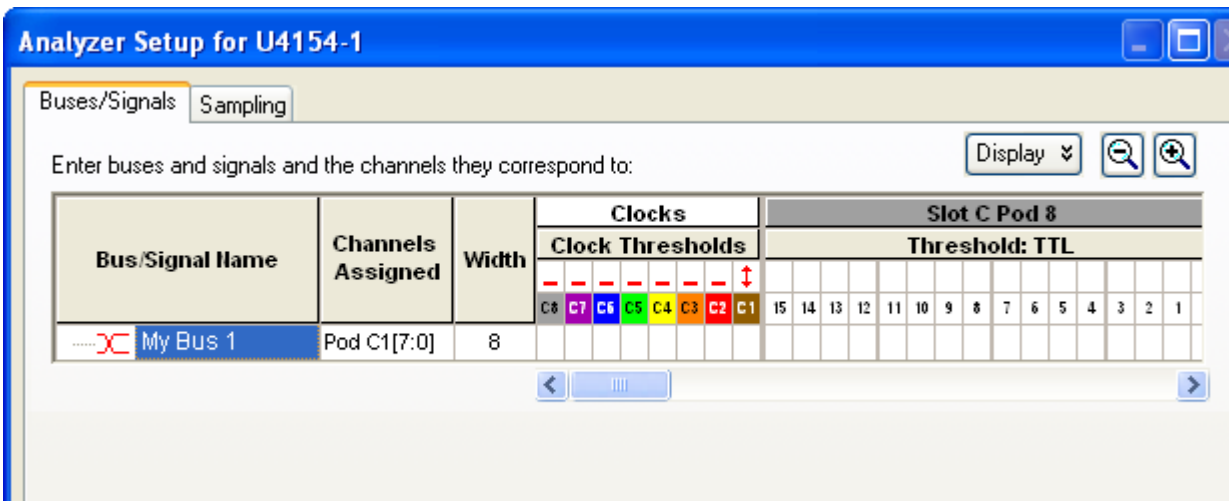 Analyzer Setup for U4154-1
Buses/Signals Sampling
Enter buses and signals and the channels they correspond to:
Display
Bus/Signal Name
Channels Assigned
Width
Clocks
Clock Thresholds
C8 C7 C6 C5 C4 C3 C2 C1
Slot C Pod 8
Threshold: TTL
15 14 13 12 11 10 9 8 7 6 5 4 3 2 1
My Bus 1 Pod C1[7:0] 8